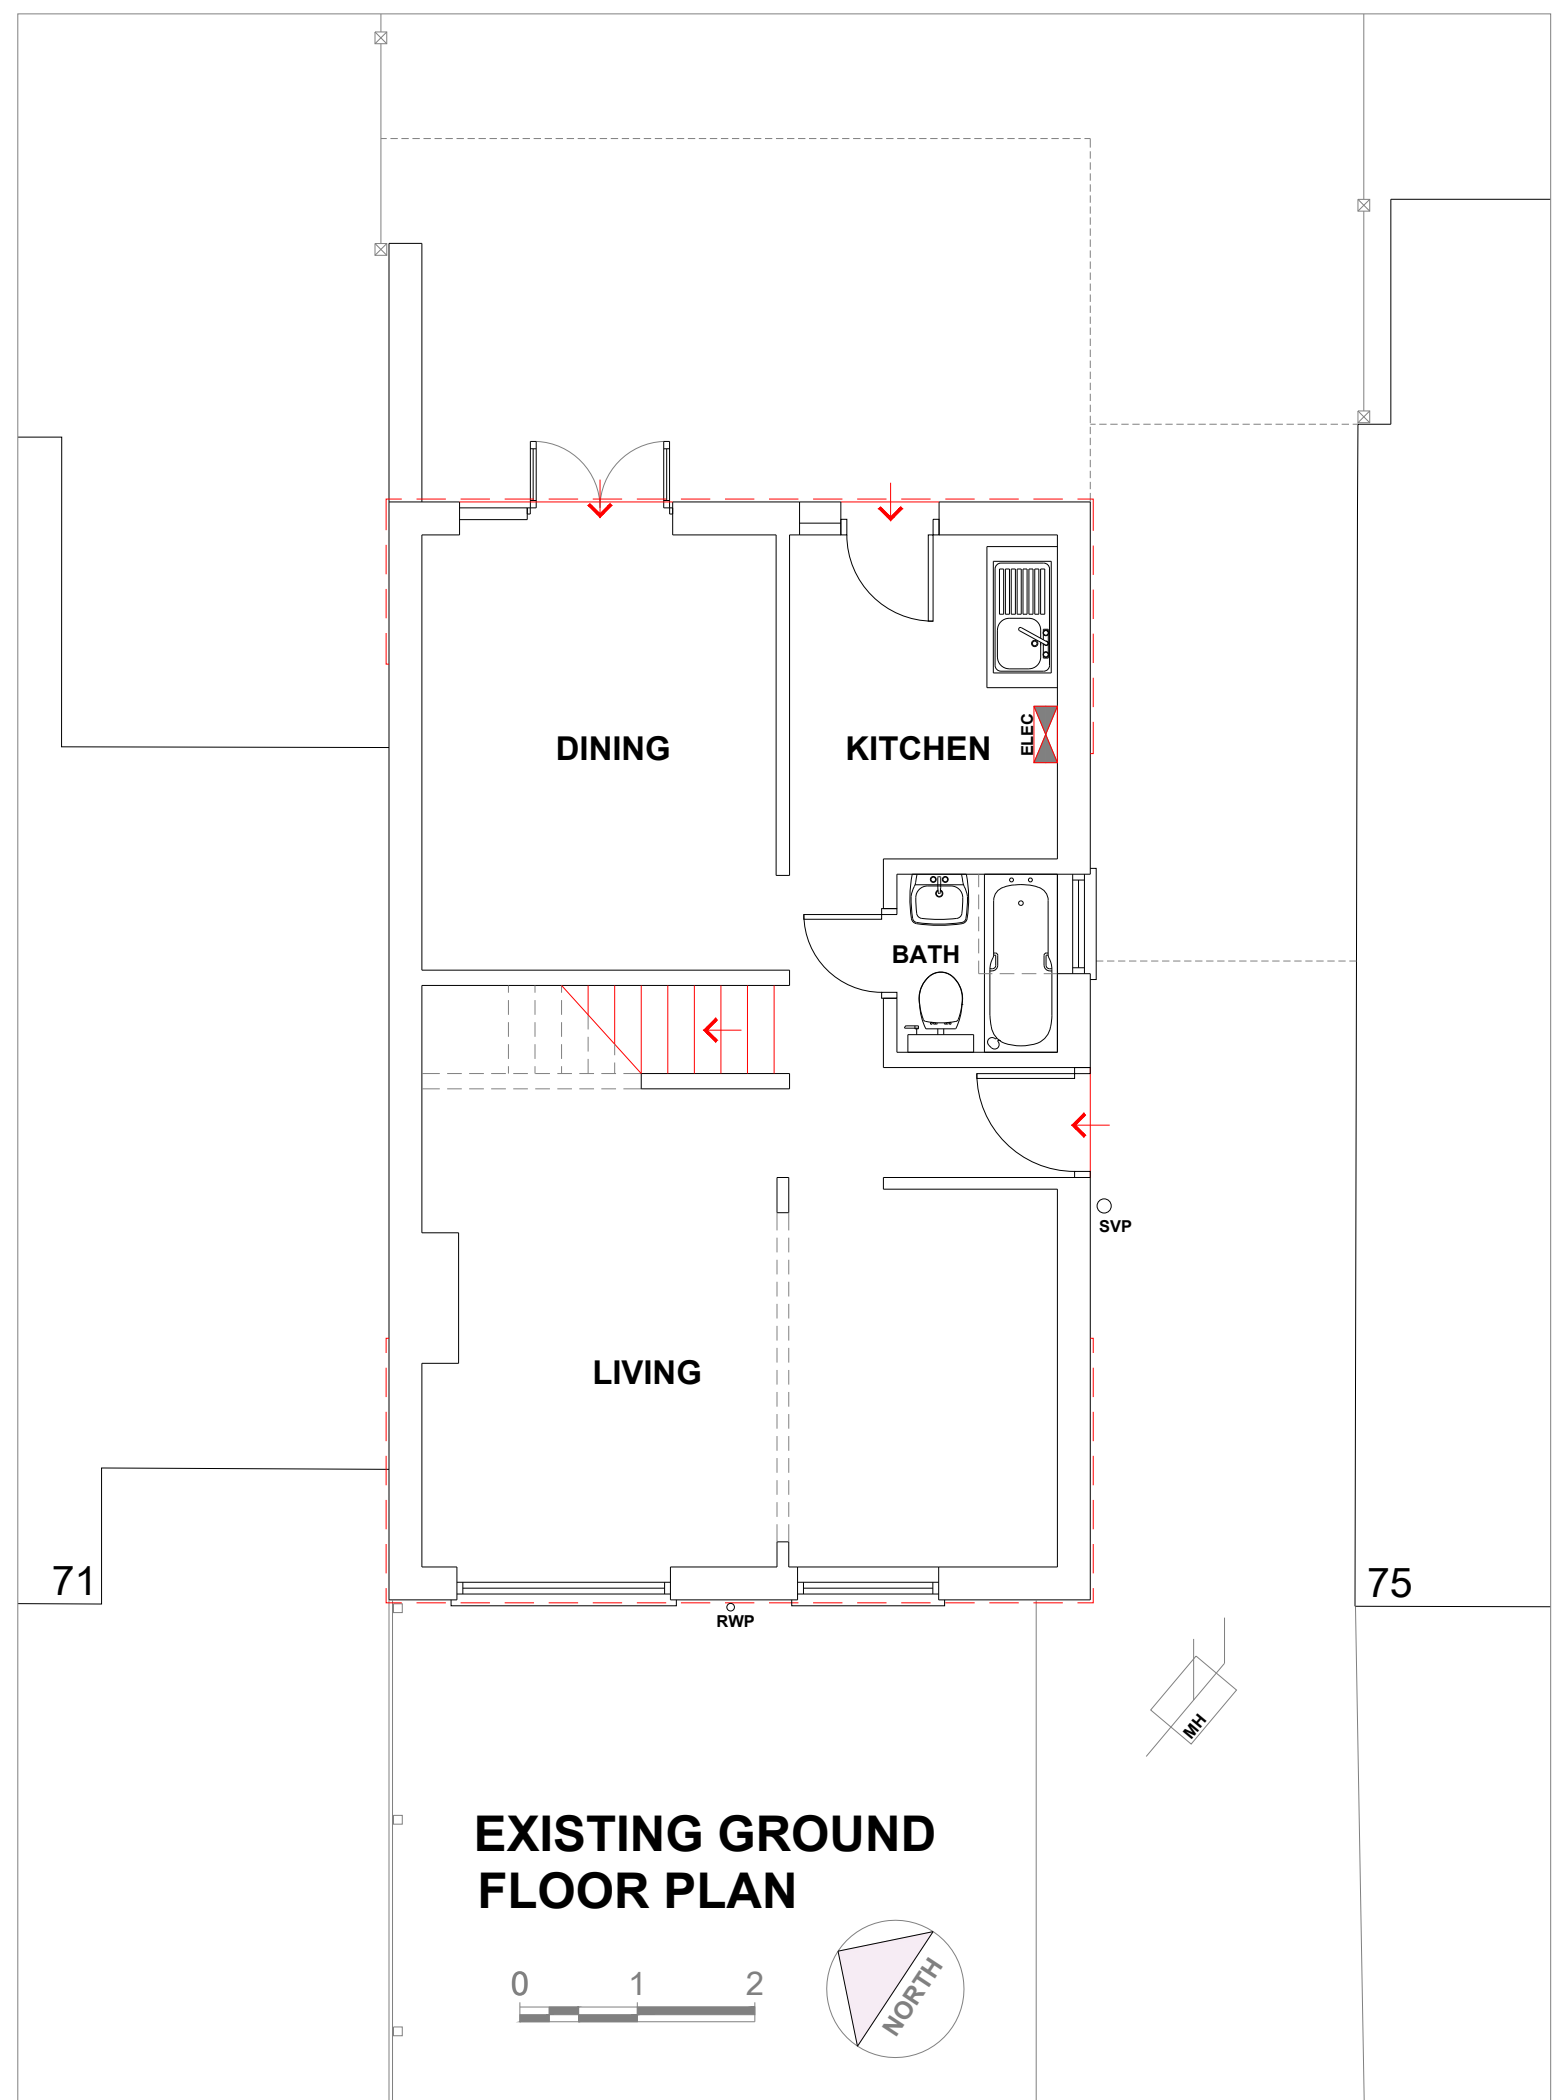 DINING
KITCHEN
ELEC
BATH
SVP
LIVING
71
75
RWP
MH
EXISTING GROUND
FLOOR PLAN
0 1 2
NORTH